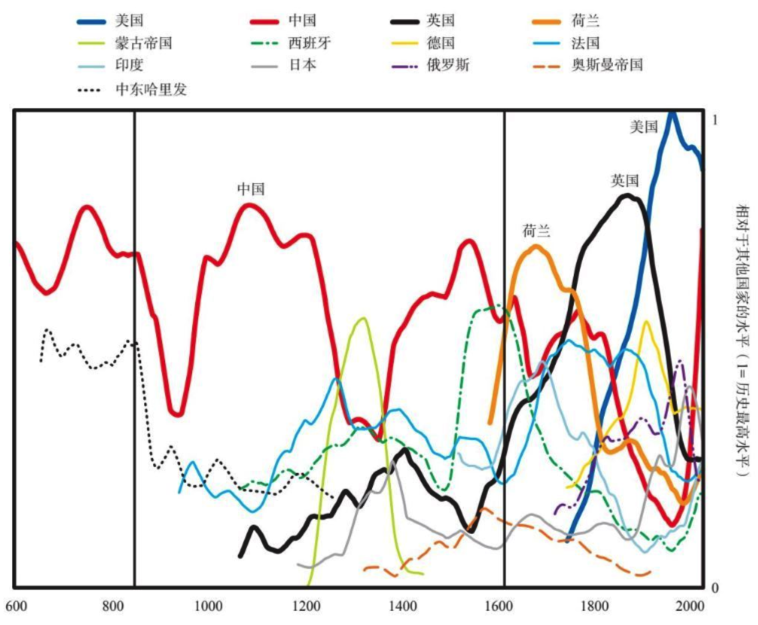 美国 中国 英国 荷兰
蒙古帝国 西班牙 德国 法国
印度 日本 俄罗斯 奥斯曼帝国
中东哈里发
1
美国
英国
中国
荷兰
相对于其他国家的水平（1=历史最高水平）
0
600 800 1000 1200 1400 1600 1800 2000